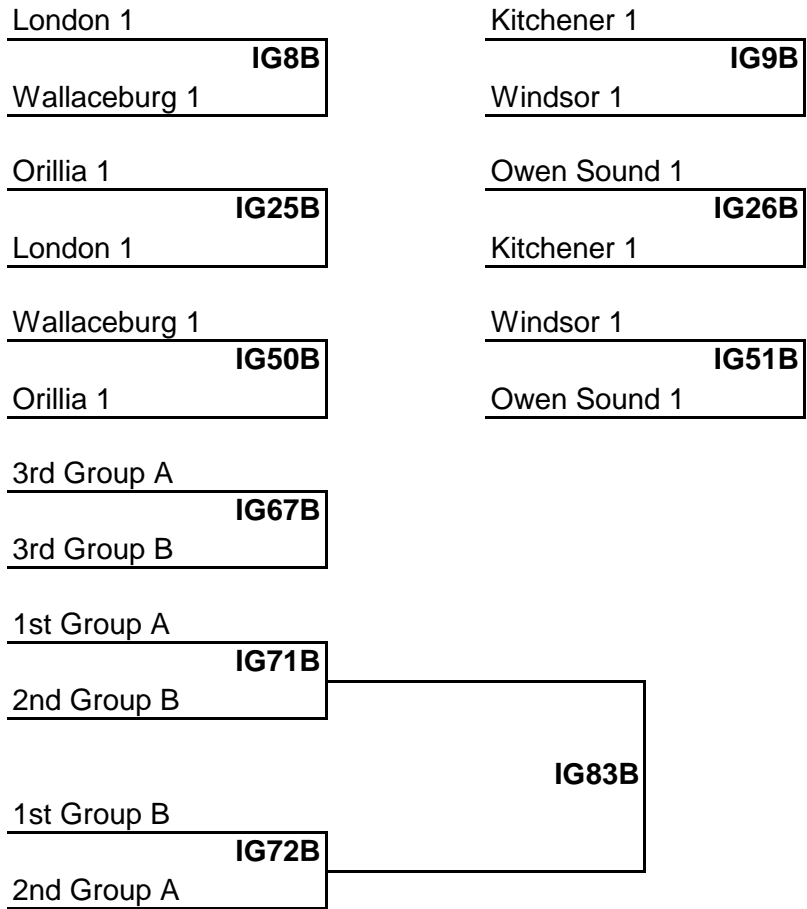 London 1
IG8B
Wallaceburg 1
Kitchener 1
IG9B
Windsor 1
Orillia 1
IG25B
London 1
Owen Sound 1
IG26B
Kitchener 1
Wallaceburg 1
IG50B
Orillia 1
Windsor 1
IG51B
Owen Sound 1
3rd Group A
IG67B
3rd Group B
1st Group A
IG71B
2nd Group B
IG83B
1st Group B
IG72B
2nd Group A